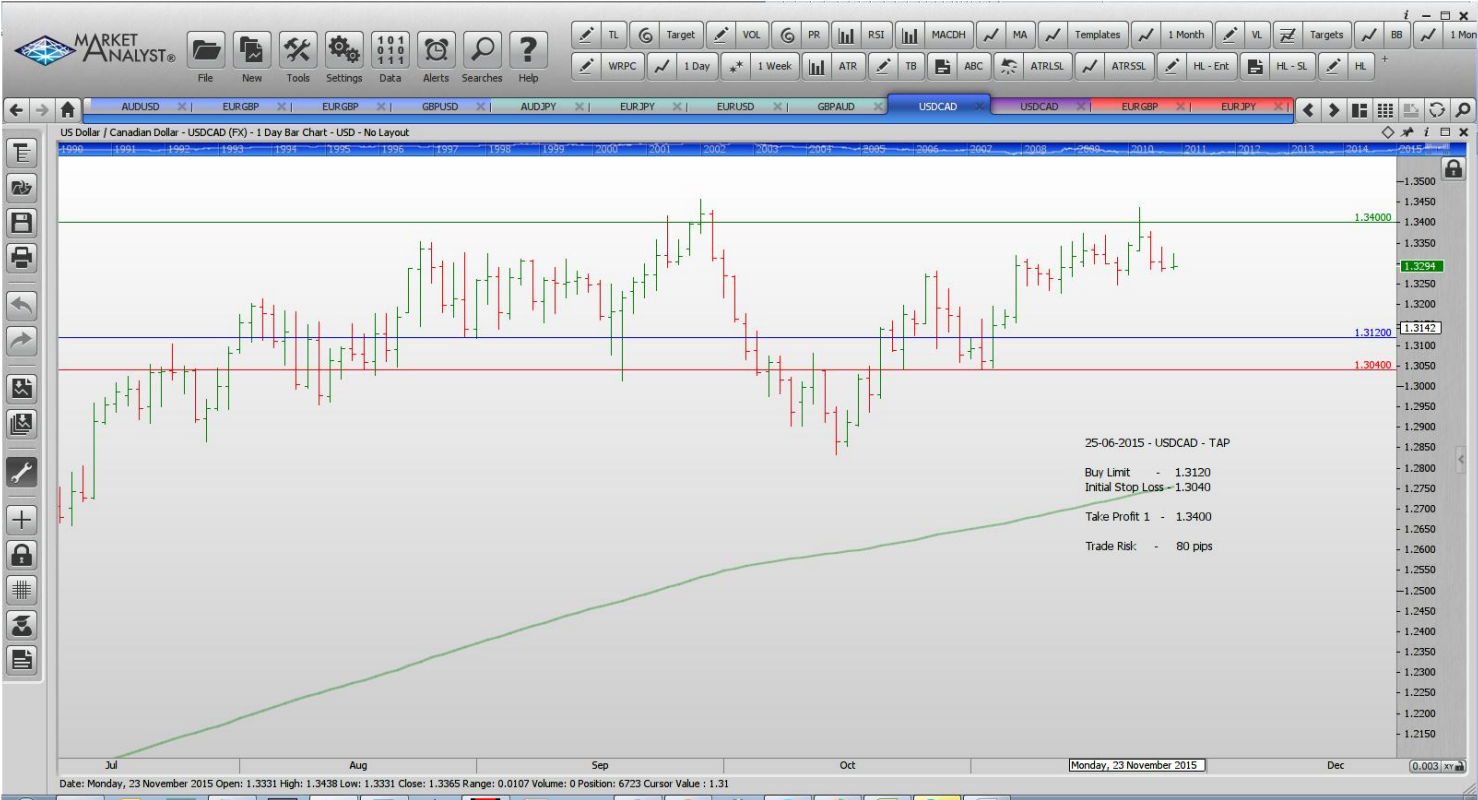 MARKET
ANALYST®
File New Tools Settings Data Alerts Searches Help
TL Target VOL PR RSI MACDH MA Templates 1 Month VL Targets BB 1 Mon
WRPC 1 Day 1 Week ATR TB ABC ATRLSL ATRSSL HL - Ent HL - SL HL
AUDUSD EURGBP EURGBP GBPUSD AUDJPY EURJPY EURUSD GBPAUD USDCAD USDCAD EURGBP EURJPY
US Dollar / Canadian Dollar - USDCAD (FX) - 1 Day Bar Chart - USD - No Layout
1990 1991 1992 1993 1994 1995 1996 1997 1998 1999 2000 2001 2002 2003 2004 2005 2006 2007 2008 2009 2010 2011 2012 2013 2014 2015
1.3500
1.3450
1.34000
1.3400
1.3350
1.3294
1.3250
1.3200
1.3142
1.31200
1.3100
1.30400
1.3050
1.3000
1.2950
1.2900
1.2850
1.2800
1.2750
1.2700
1.2650
1.2600
1.2550
1.2500
1.2450
1.2400
1.2350
1.2300
1.2250
1.2200
1.2150
25-06-2015 - USDCAD - TAP
Buy Limit - 1.3120
Initial Stop Loss - 1.3040
Take Profit 1 - 1.3400
Trade Risk - 80 pips
Jul Aug Sep Oct Monday, 23 November 2015 Dec 0.003 XY
Date: Monday, 23 November 2015 Open: 1.3331 High: 1.3438 Low: 1.3331 Close: 1.3365 Range: 0.0107 Volume: 0 Position: 6723 Cursor Value : 1.31